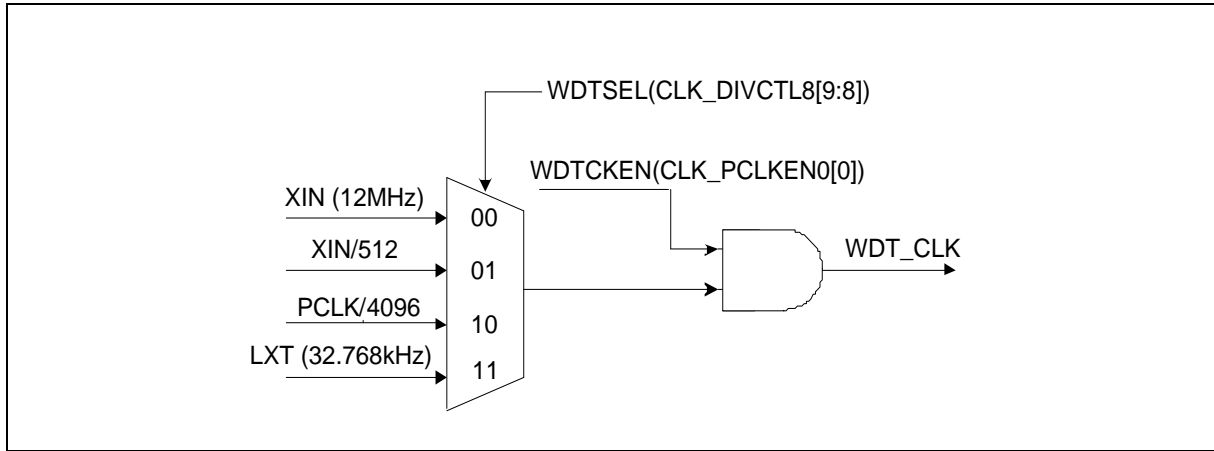 WDTSEL(CLK_DIVCTL8[9:8])
WDTCKEN(CLK_PCLKEN0[0])
XIN (12MHz)
00
XIN/512
01
PCLK/4096
10
LXT (32.768kHz)
11
WDT_CLK